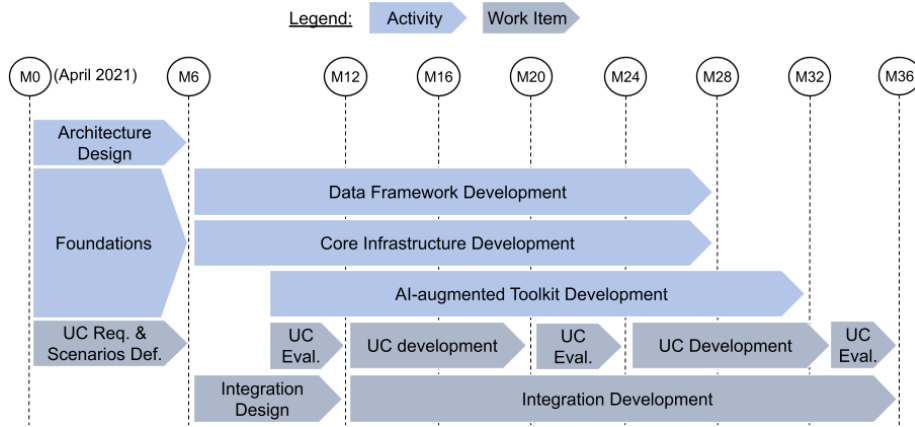 Legend:
Activity
Work Item
M0
(April 2021)
M6
M12
M16
M20
M24
M28
M32
M36
Architecture
Design
Foundations
Data Framework Development
Core Infrastructure Development
AI-augmented Toolkit Development
UC Req. &
Scenarios Def.
UC
Eval.
UC development
UC
Eval.
UC Development
UC
Eval.
Integration
Design
Integration Development